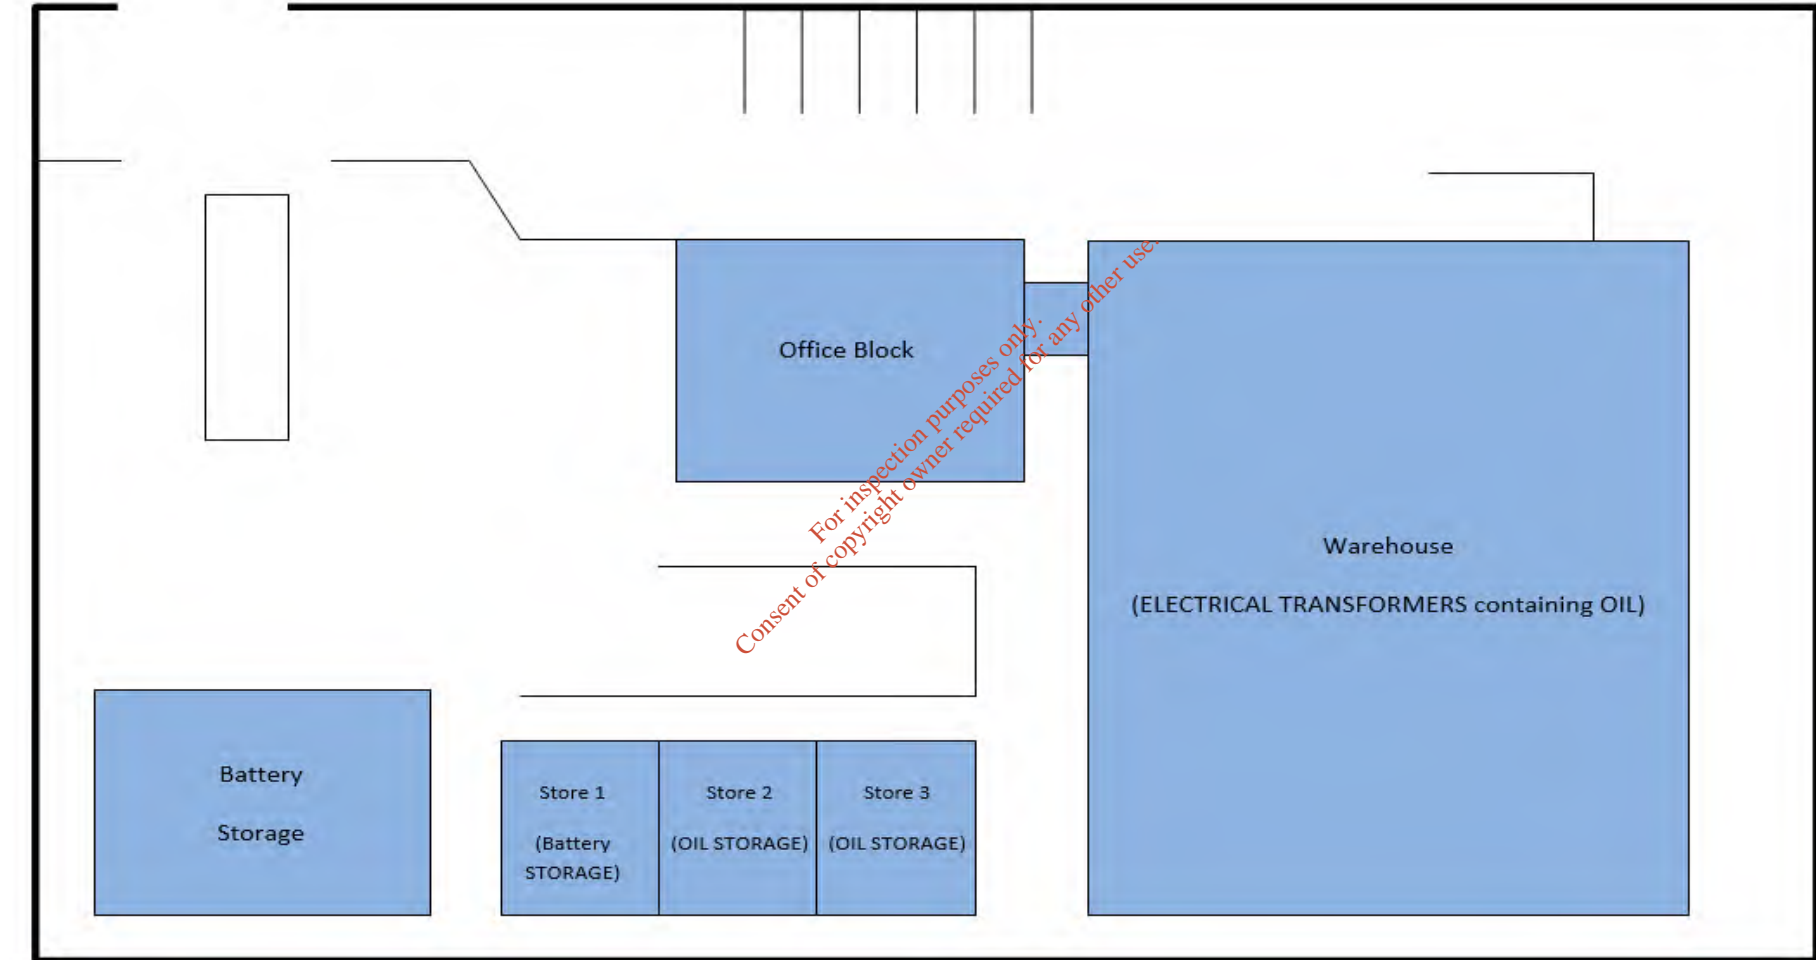 Office Block
For inspection purposes only.
Consent of copyright owner required for any other use.
Warehouse
(ELECTRICAL TRANSFORMERS containing OIL)
Battery
Storage
Store 1
(Battery
STORAGE)
Store 2
(OIL STORAGE)
Store 3
(OIL STORAGE)